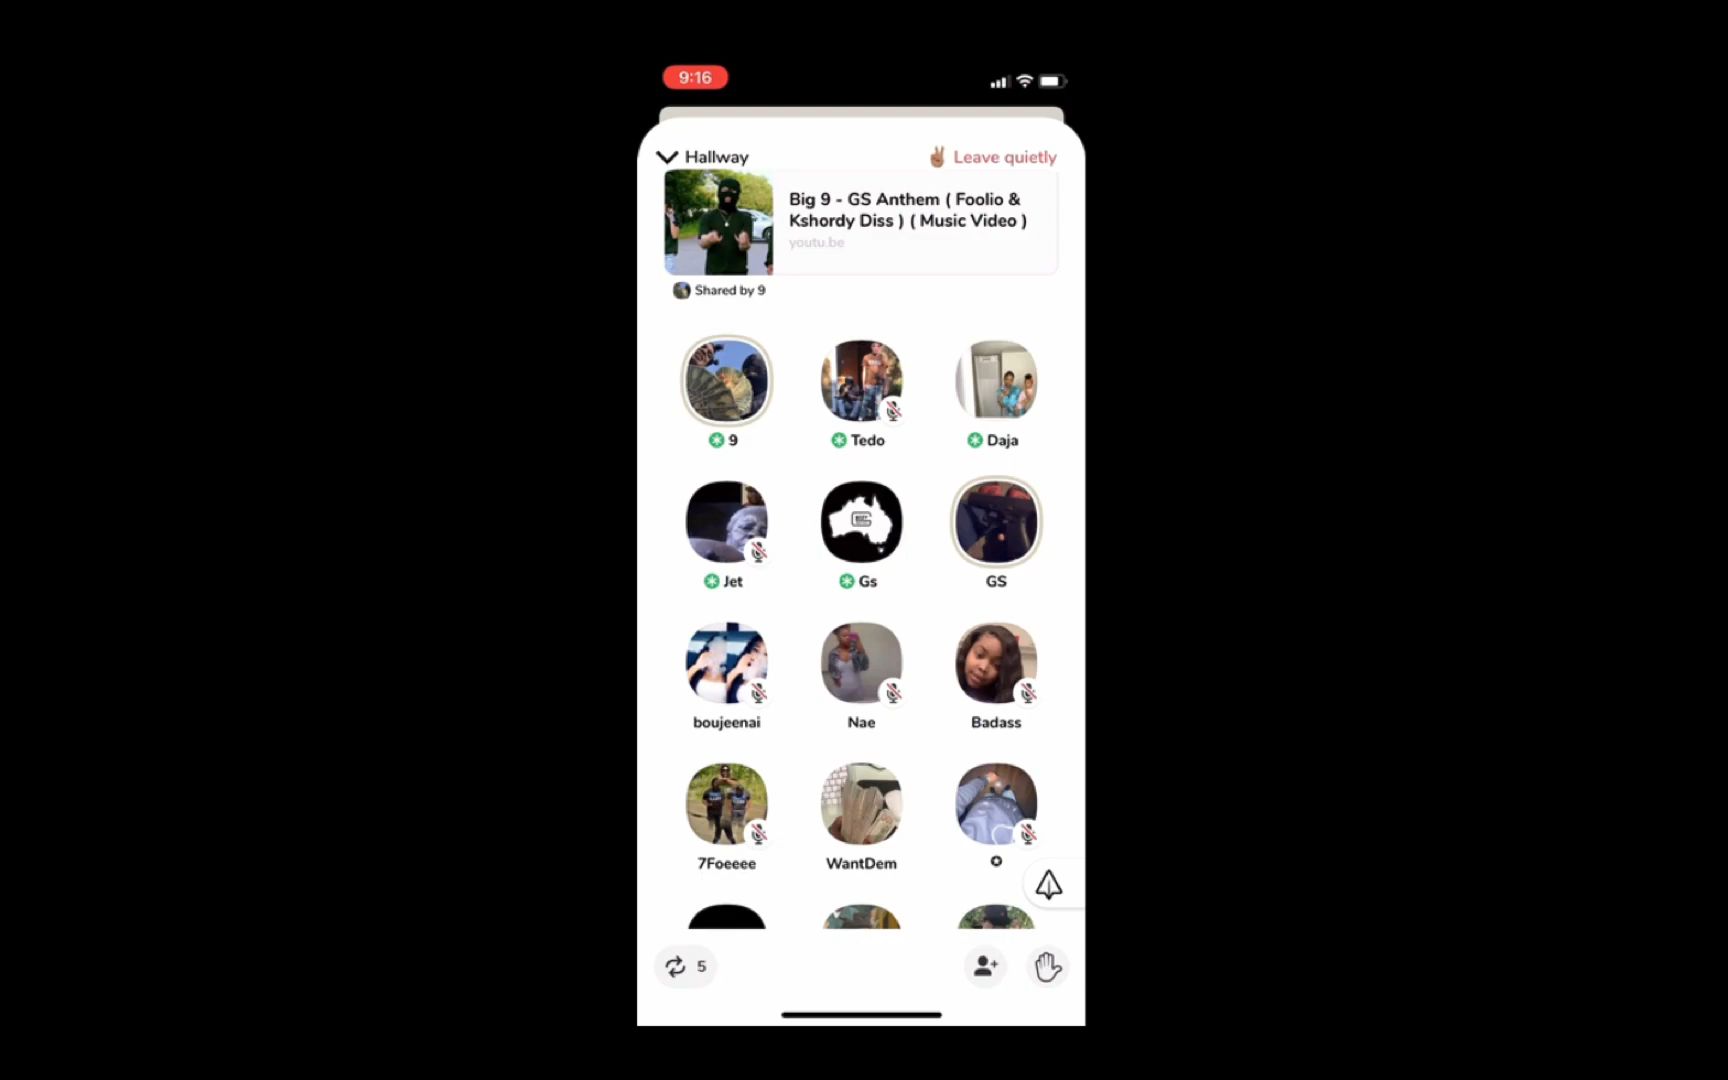 9:16
Hallway
✌🏽 Leave quietly
Big 9 - GS Anthem ( Foolio &
Kshordy Diss ) ( Music Video )
youtu.be
Shared by 9
9
Tedo
Daja
Jet
Gs
GS
boujeenai
Nae
Badass
7Foeeee
WantDem
5